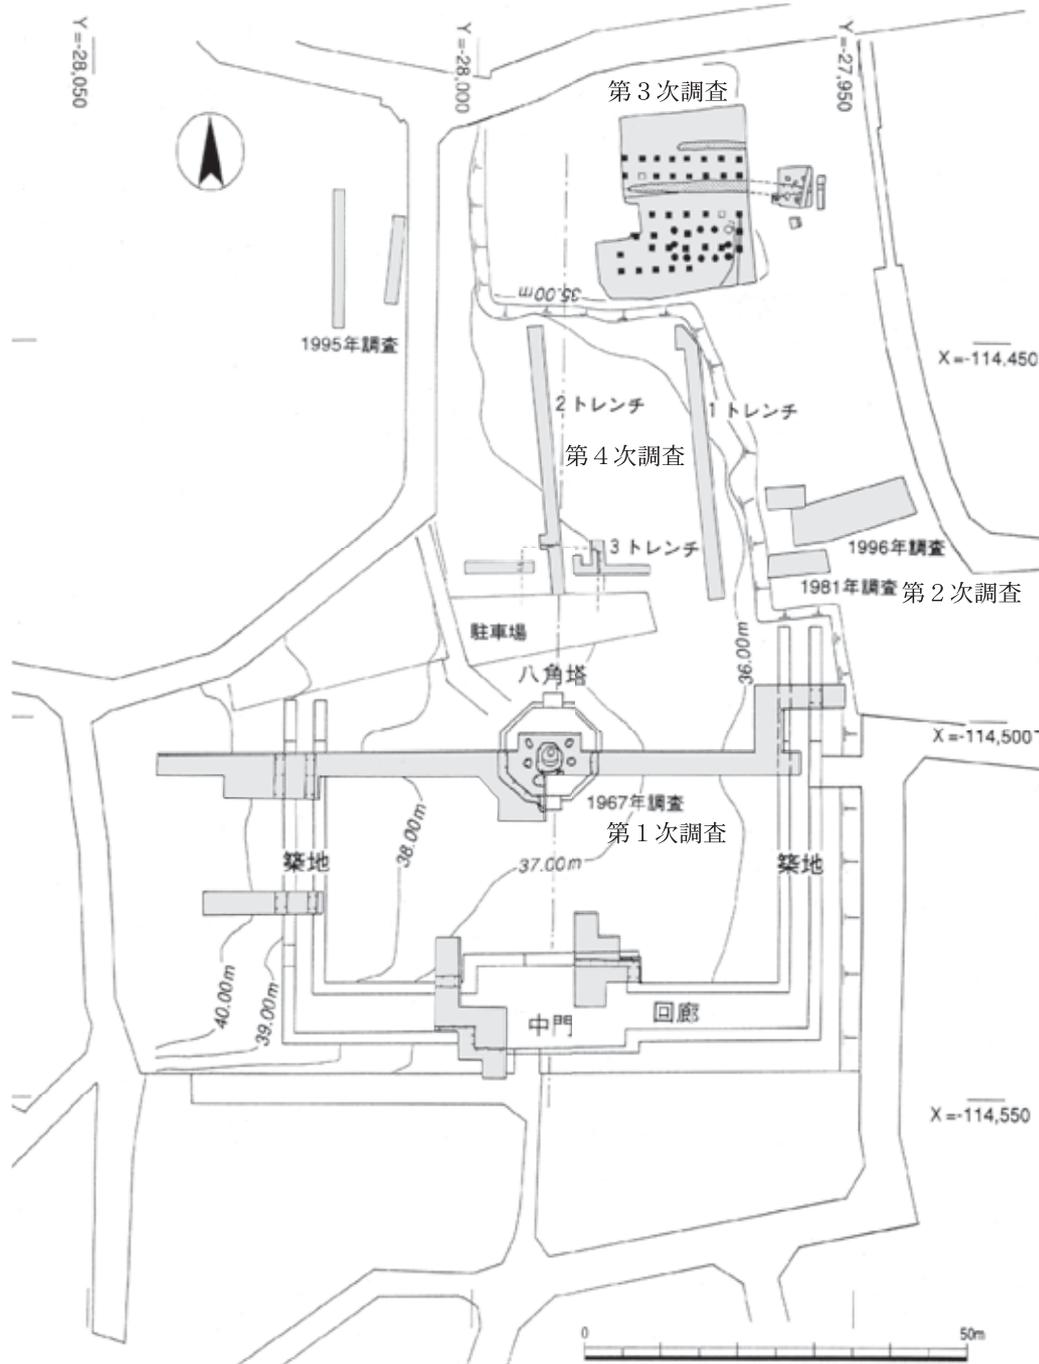 Y=-28,050
Y=-28,000
Y=-27,950
第３次調査
35.00m
1995年調査
X=-114,450
2トレンチ
1トレンチ
第４次調査
3トレンチ
1996年調査
1981年調査
第２次調査
駐車場
36.00m
八角塔
X=-114,500
1967年調査
第１次調査
38.00m
37.00m
築地
築地
40.00m
39.00m
中門
回廊
X=-114,550
0
50m